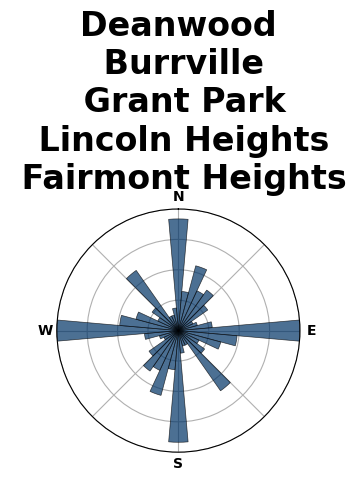 Deanwood
Burrville
Grant Park
Lincoln Heights
Fairmont Heights
N
W
E
S